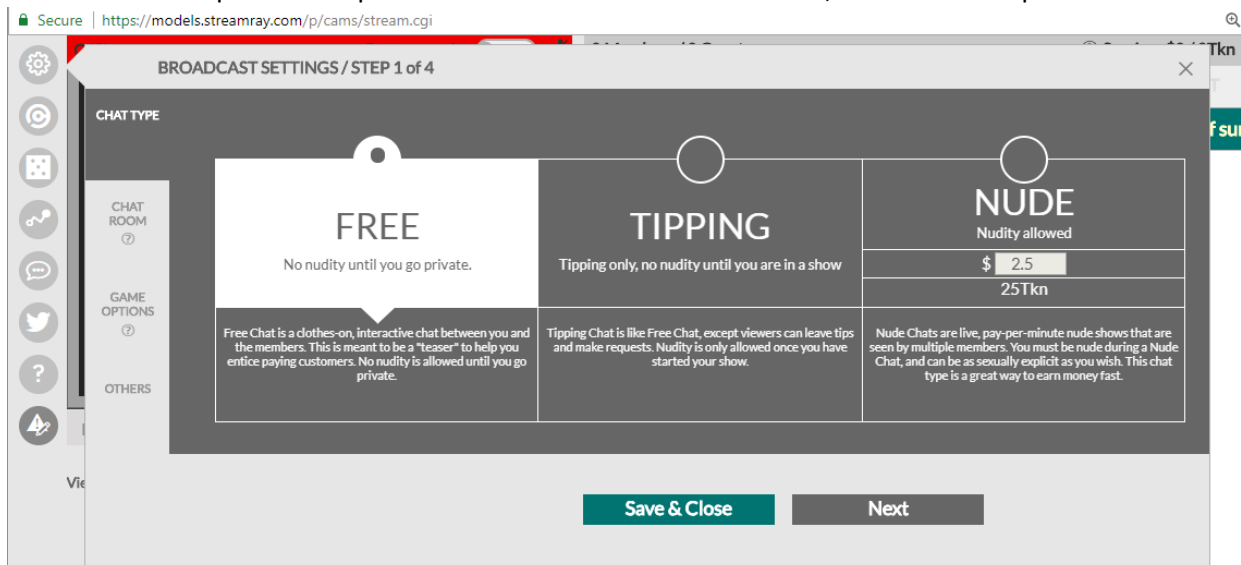 Secure | https://models.streamray.com/p/cams/stream.cgi
Tkn
BROADCAST SETTINGS / STEP 1 of 4
CHAT TYPE
f su
CHAT
ROOM
GAME
OPTIONS
OTHERS
FREE
No nudity until you go private.
Free Chat is a clothes-on, interactive chat between you and
the members. This is meant to be a "teaser" to help you
entice paying customers. No nudity is allowed until you go
private.
TIPPING
Tipping only, no nudity until you are in a show
Tipping Chat is like Free Chat, except viewers can leave tips
and make requests. Nudity is only allowed once you have
started your show.
NUDE
Nudity allowed
$ 2.5
25Tkn
Nude Chats are live, pay-per-minute nude shows that are
seen by multiple members. You must be nude during a Nude
Chat, and can be as sexually explicit as you wish. This chat
type is a great way to earn money fast.
Vie
Save & Close
Next